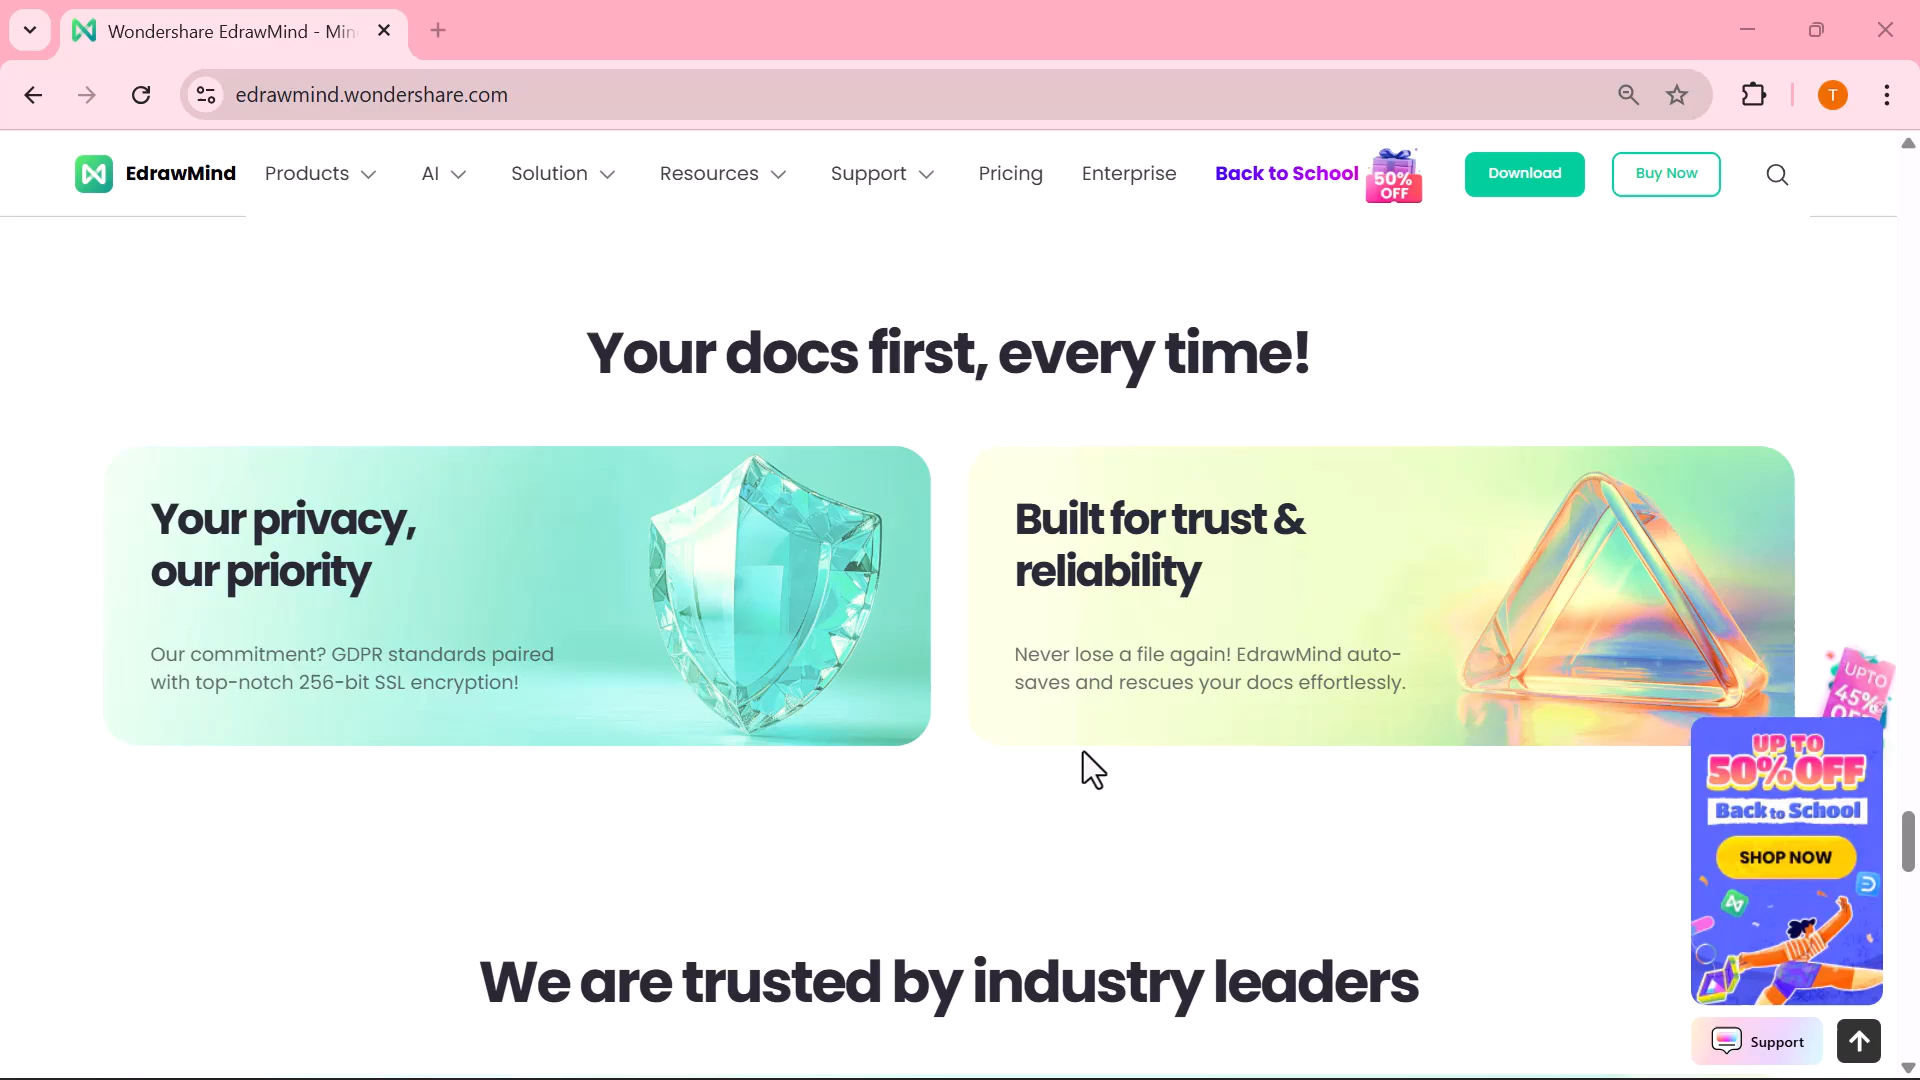 Wondershare EdrawMind - Min
T
edrawmind.wondershare.com
EdrawMind Products AI Solution Resources Support Pricing Enterprise Back to School 50% OFF Download Buy Now
Your docs first, every time!
Your privacy,
our priority
Our commitment? GDPR standards paired
with top-notch 256-bit SSL encryption!
Built for trust &
reliability
Never lose a file again! EdrawMind auto-
saves and rescues your docs effortlessly.
UPTO
45%
OFF
UP TO
50% OFF
Back to School
SHOP NOW
We are trusted by industry leaders
Support